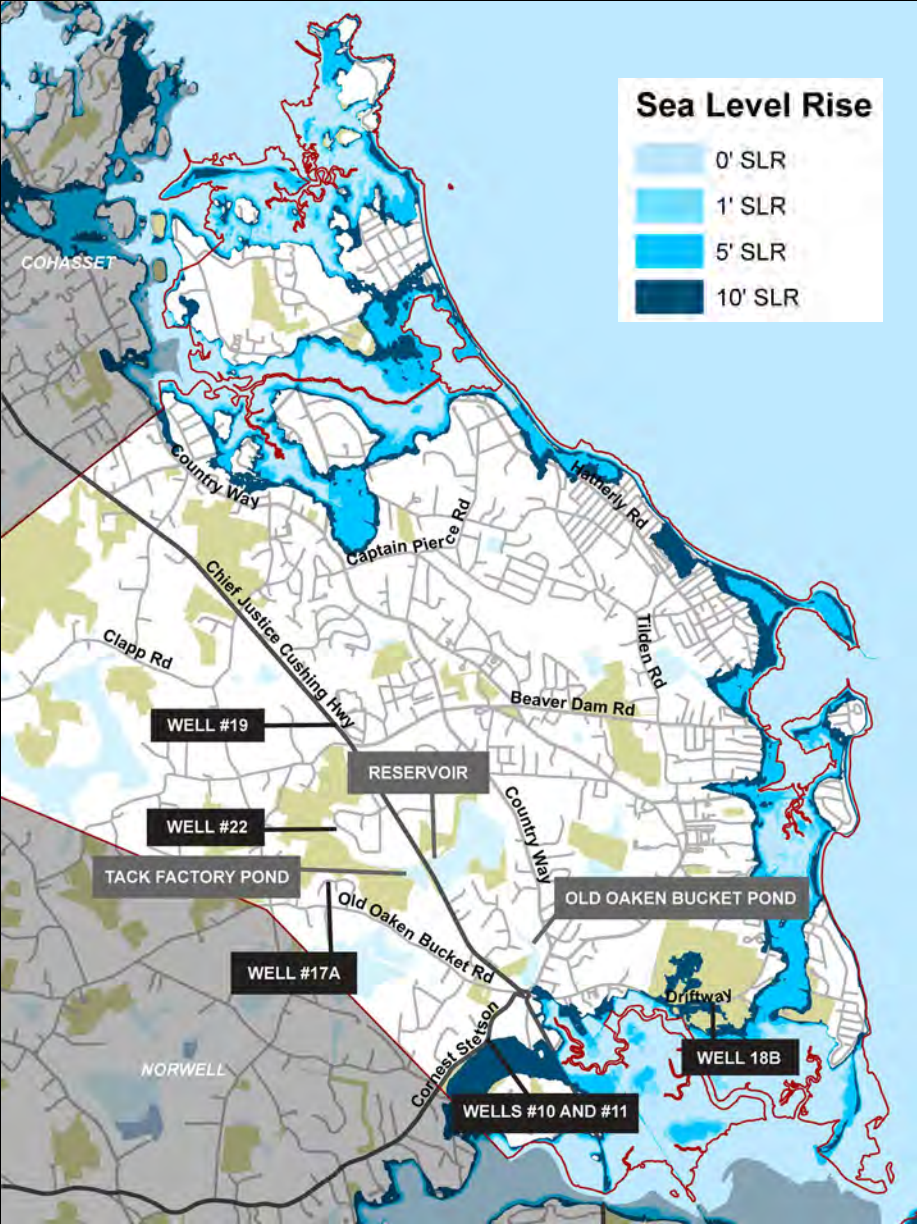 Sea Level Rise
0' SLR
1' SLR
5' SLR
10' SLR
COHASSET
Country Way
Hatherly Rd
Captain Pierce Rd
Chief Justice Cushing Hwy
Tilden Rd
Clapp Rd
Beaver Dam Rd
WELL #19
RESERVOIR
Country Way
WELL #22
TACK FACTORY POND
OLD OAKEN BUCKET POND
Old Oaken Bucket Rd
WELL #17A
Driftway
Cornest Stetson
WELL 18B
NORWELL
WELLS #10 AND #11